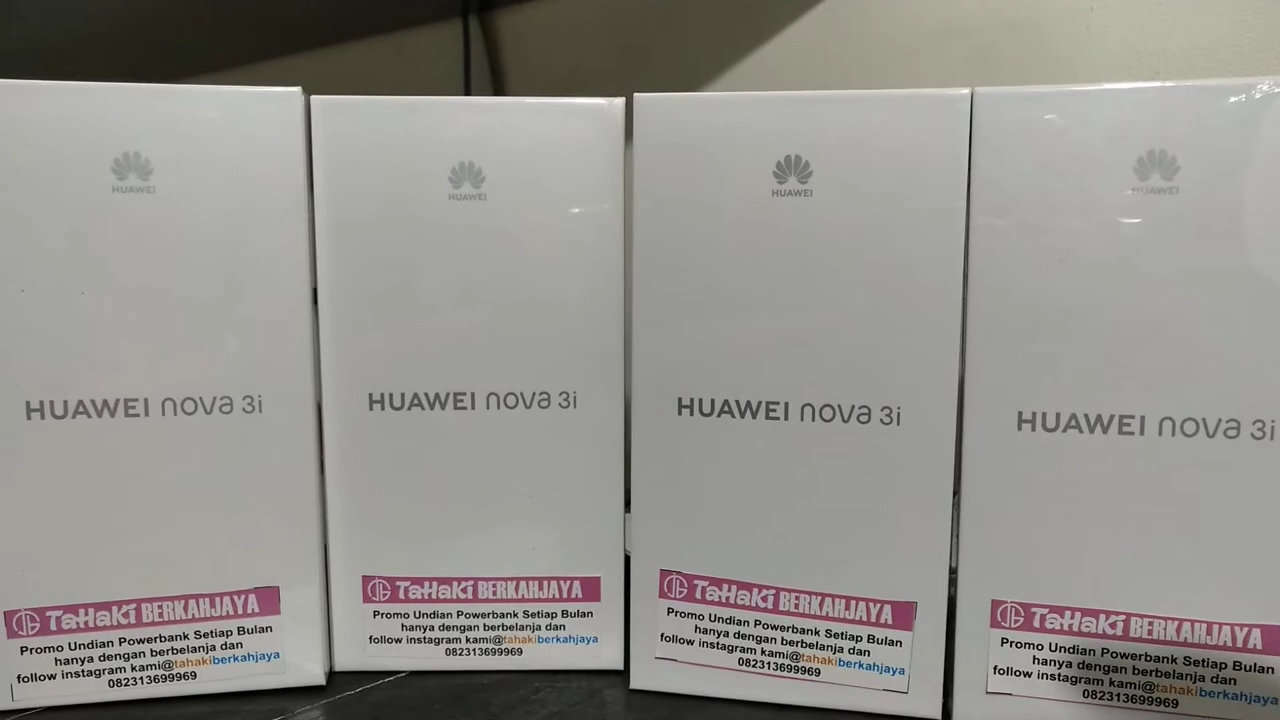 HUAWEI
HUAWEI nova 3i
TaHaKi BERKAHJAYA
Promo Undian Powerbank Setiap Bulan
hanya dengan berbelanja dan
follow instagram kami@tahakiberkahjaya
082313699969
HUAWEI
HUAWEI nova 3i
TaHaKi BERKAHJAYA
Promo Undian Powerbank Setiap Bulan
hanya dengan berbelanja dan
follow instagram kami@tahakiberkahjaya
082313699969
HUAWEI
HUAWEI nova 3i
TaHaKi BERKAHJAYA
Promo Undian Powerbank Setiap Bulan
hanya dengan berbelanja dan
follow instagram kami@tahakiberkahjaya
082313699969
HUAWEI
HUAWEI nova 3i
TaHaKi BERKAHJAYA
Promo Undian Powerbank Setiap Bulan
hanya dengan berbelanja dan
follow instagram kami@tahakiberkahjaya
082313699969